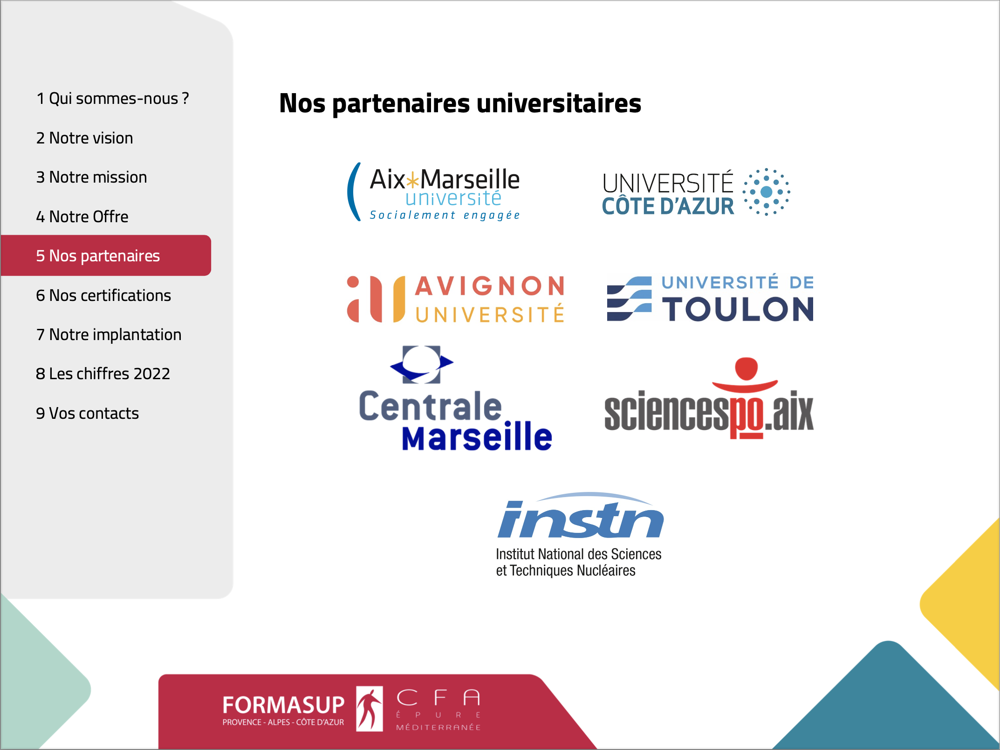 1 Qui sommes-nous ?
2 Notre vision
3 Notre mission
4 Notre Offre
5 Nos partenaires
6 Nos certifications
7 Notre implantation
8 Les chiffres 2022
9 Vos contacts
Nos partenaires universitaires
Aix*Marseille
université
Socialement engagée
UNIVERSITÉ
CÔTE D'AZUR
au
AVIGNON
UNIVERSITÉ
UNIVERSITÉ DE
TOULON
Centrale
Marseille
sciencespo.aix
instn
Institut National des Sciences
et Techniques Nucléaires
FORMASUP
PROVENCE - ALPES - CÔTE D'AZUR
CFA
ÉPURE
MÉDITERRANÉE